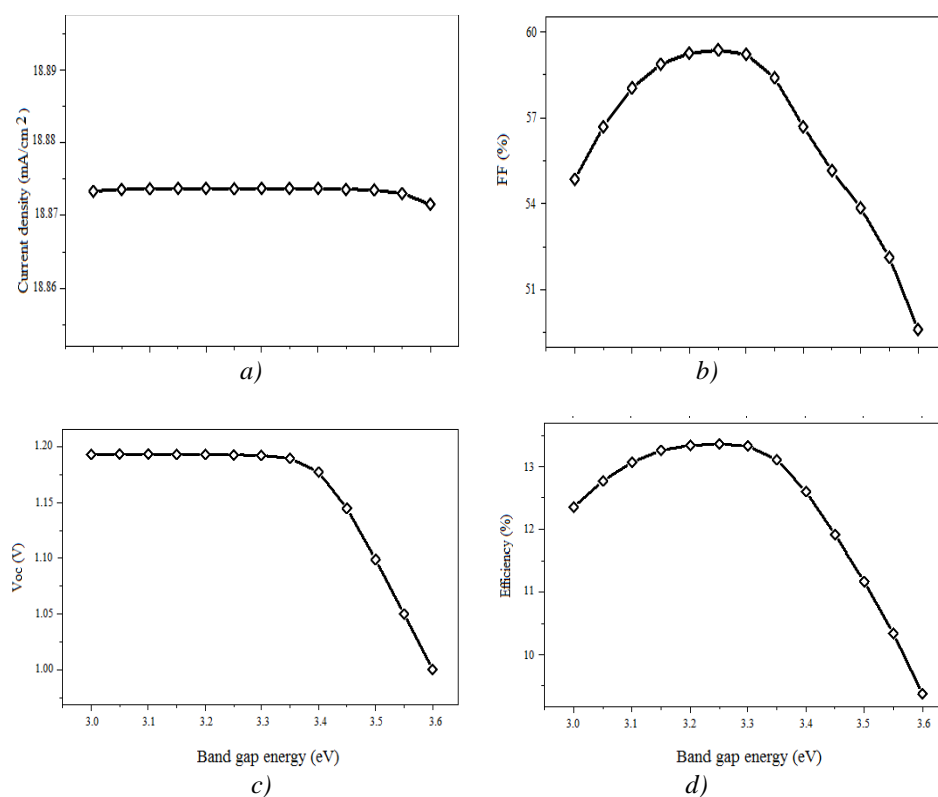 a)
Current density (mA/cm 2 )
18.89
18.88
18.87
18.86
b)
FF (%)
60
57
54
51
c)
Voc (V)
1.20
1.15
1.10
1.05
1.00
3.0 3.1 3.2 3.3 3.4 3.5 3.6
Band gap energy (eV)
d)
Efficiency (%)
13
12
11
10
3.0 3.1 3.2 3.3 3.4 3.5 3.6
Band gap energy (eV)